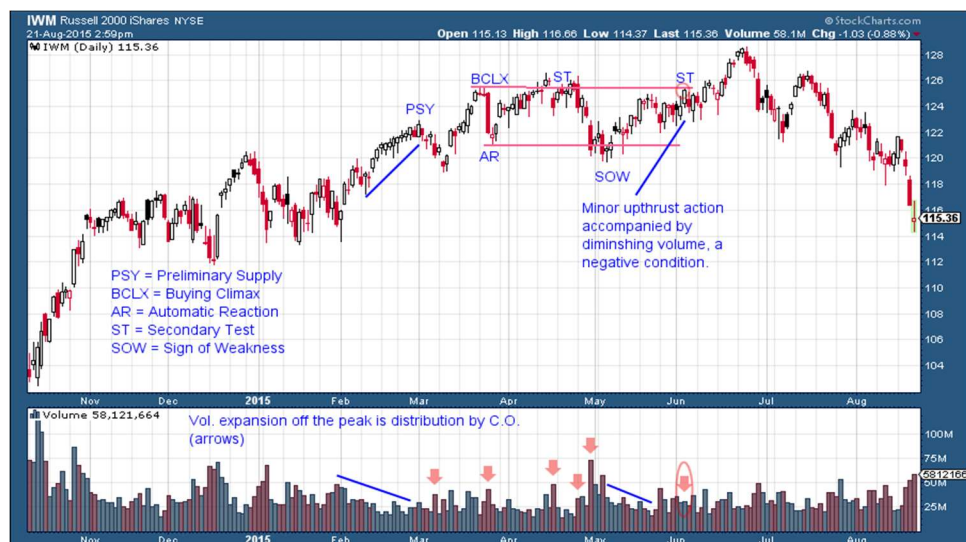 IWM Russell 2000 iShares NYSE © StockCharts.com
21-Aug-2015 2:59pm Open 115.13 High 116.66 Low 114.37 Last 115.36 Volume 58.1M Chg -1.03 (-0.88%)
IWM (Daily) 115.36
128
126
124
122
120
118
116
115.36
114
112
110
108
106
104
BCLX ST ST
PSY
AR
SOW
Minor upthrust action
accompanied by
diminshing volume, a
negative condition.
PSY = Preliminary Supply
BCLX = Buying Climax
AR = Automatic Reaction
ST = Secondary Test
SOW = Sign of Weakness
Nov Dec 2015 Feb Mar Apr May Jun Jul Aug
Volume 58,121,664
Vol. expansion off the peak is distribution by C.O.
(arrows)
100M
75M
5812166
50M
25M
Nov Dec 2015 Feb Mar Apr May Jun Jul Aug